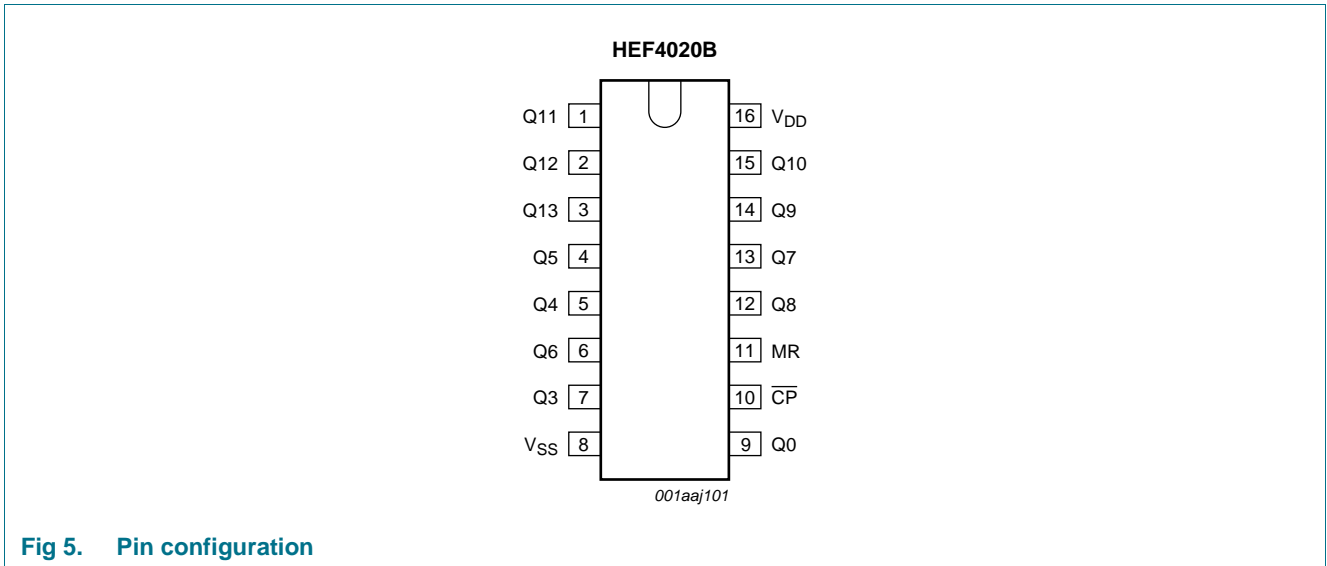 HEF4020B
Q11 1 16 VDD
Q12 2 15 Q10
Q13 3 14 Q9
Q5 4 13 Q7
Q4 5 12 Q8
Q6 6 11 MR
Q3 7 10 C̅P̅
VSS 8 9 Q0
001aaj101
Fig 5. Pin configuration